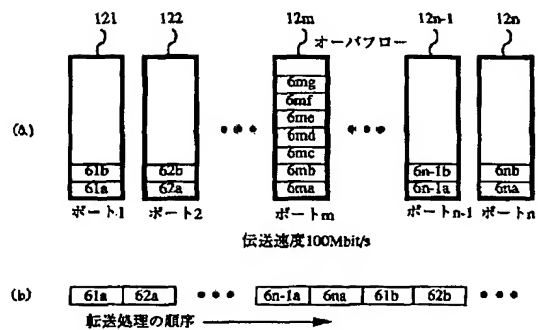 121 122 12m 12n-1 12n
オーバフロー
(a)
6mg
6mf
6me
6md
6mc
61b 62b 6mb 6n-1b 6nb
61a 62a 6ma 6n-1a 6na
ポート1 ポート2 ポートm ポートn-1 ポートn
伝送速度100Mbit/s
(b) 61a 62a 6n-1a 6na 61b 62b
転送処理の順序